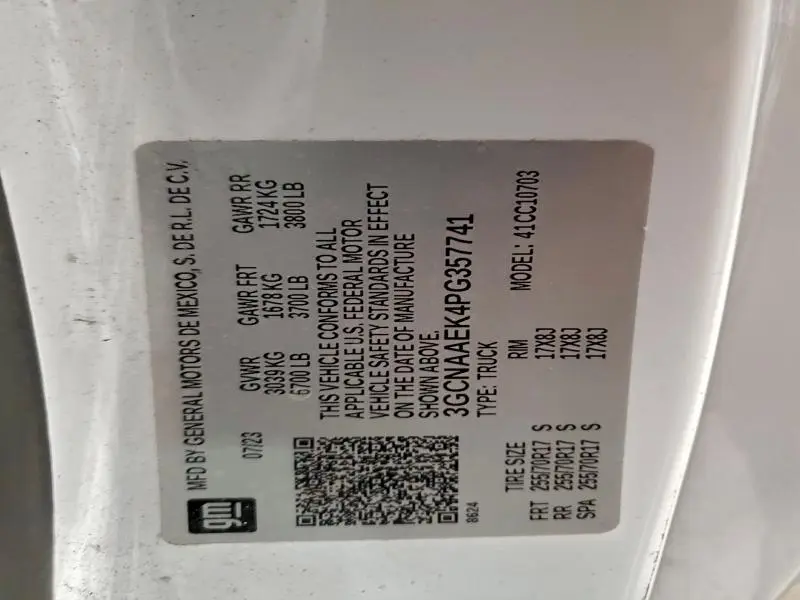 gm
MFD BY GENERAL MOTORS DE MEXICO, S. DE R.L. DE C.V.
07/23 GVWR GAWR FRT GAWR RR
3039 KG 1678 KG 1724 KG
6700 LB 3700 LB 3800 LB
THIS VEHICLE CONFORMS TO ALL
APPLICABLE U.S. FEDERAL MOTOR
VEHICLE SAFETY STANDARDS IN EFFECT
ON THE DATE OF MANUFACTURE
SHOWN ABOVE.
3GCNAAEK4PG357741
8624 TYPE: TRUCK
TIRE SIZE RIM MODEL: 41CC10703
FRT 255/70R17 S 17X8J
RR 255/70R17 S 17X8J
SPA 255/70R17 S 17X8J